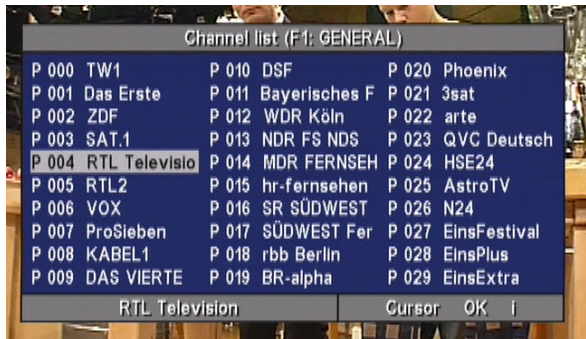 Channel list (F1: GENERAL)
P 000 TW1 P 010 DSF P 020 Phoenix
P 001 Das Erste P 011 Bayerisches F P 021 3sat
P 002 ZDF P 012 WDR Köln P 022 arte
P 003 SAT.1 P 013 NDR FS NDS P 023 QVC Deutsch
P 004 RTL Televisio P 014 MDR FERNSEH P 024 HSE24
P 005 RTL2 P 015 hr-fernsehen P 025 AstroTV
P 006 VOX P 016 SR SÜDWEST P 026 N24
P 007 ProSieben P 017 SÜDWEST Fer P 027 EinsFestival
P 008 KABEL1 P 018 rbb Berlin P 028 EinsPlus
P 009 DAS VIERTE P 019 BR-alpha P 029 EinsExtra
RTL Television Cursor OK i